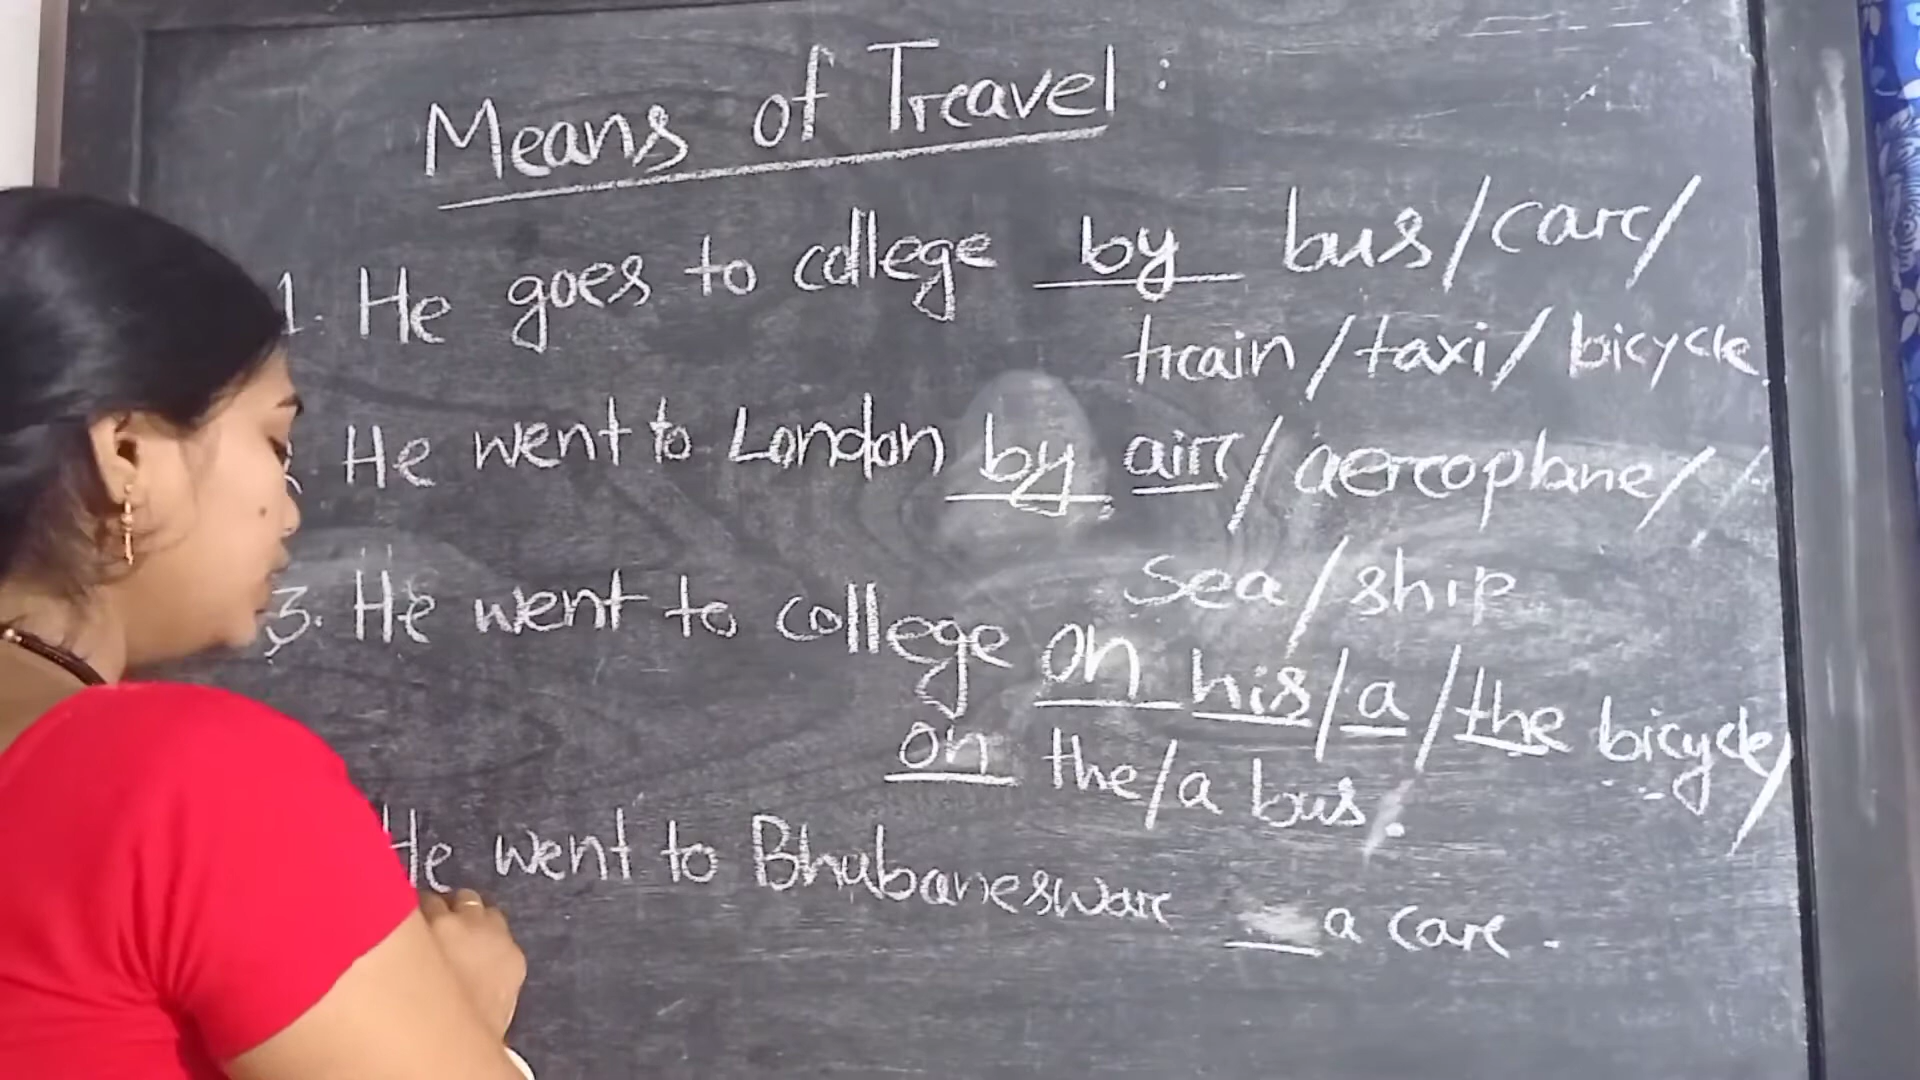 Means of Travel :
1. He goes to college by bus/car/
train/taxi/bicycle.
He went to London by air/aeroplane/
sea/ship
3. He went to college on his/a/the bicycle/
on the/a bus.
He went to Bhubaneswar __ a car.